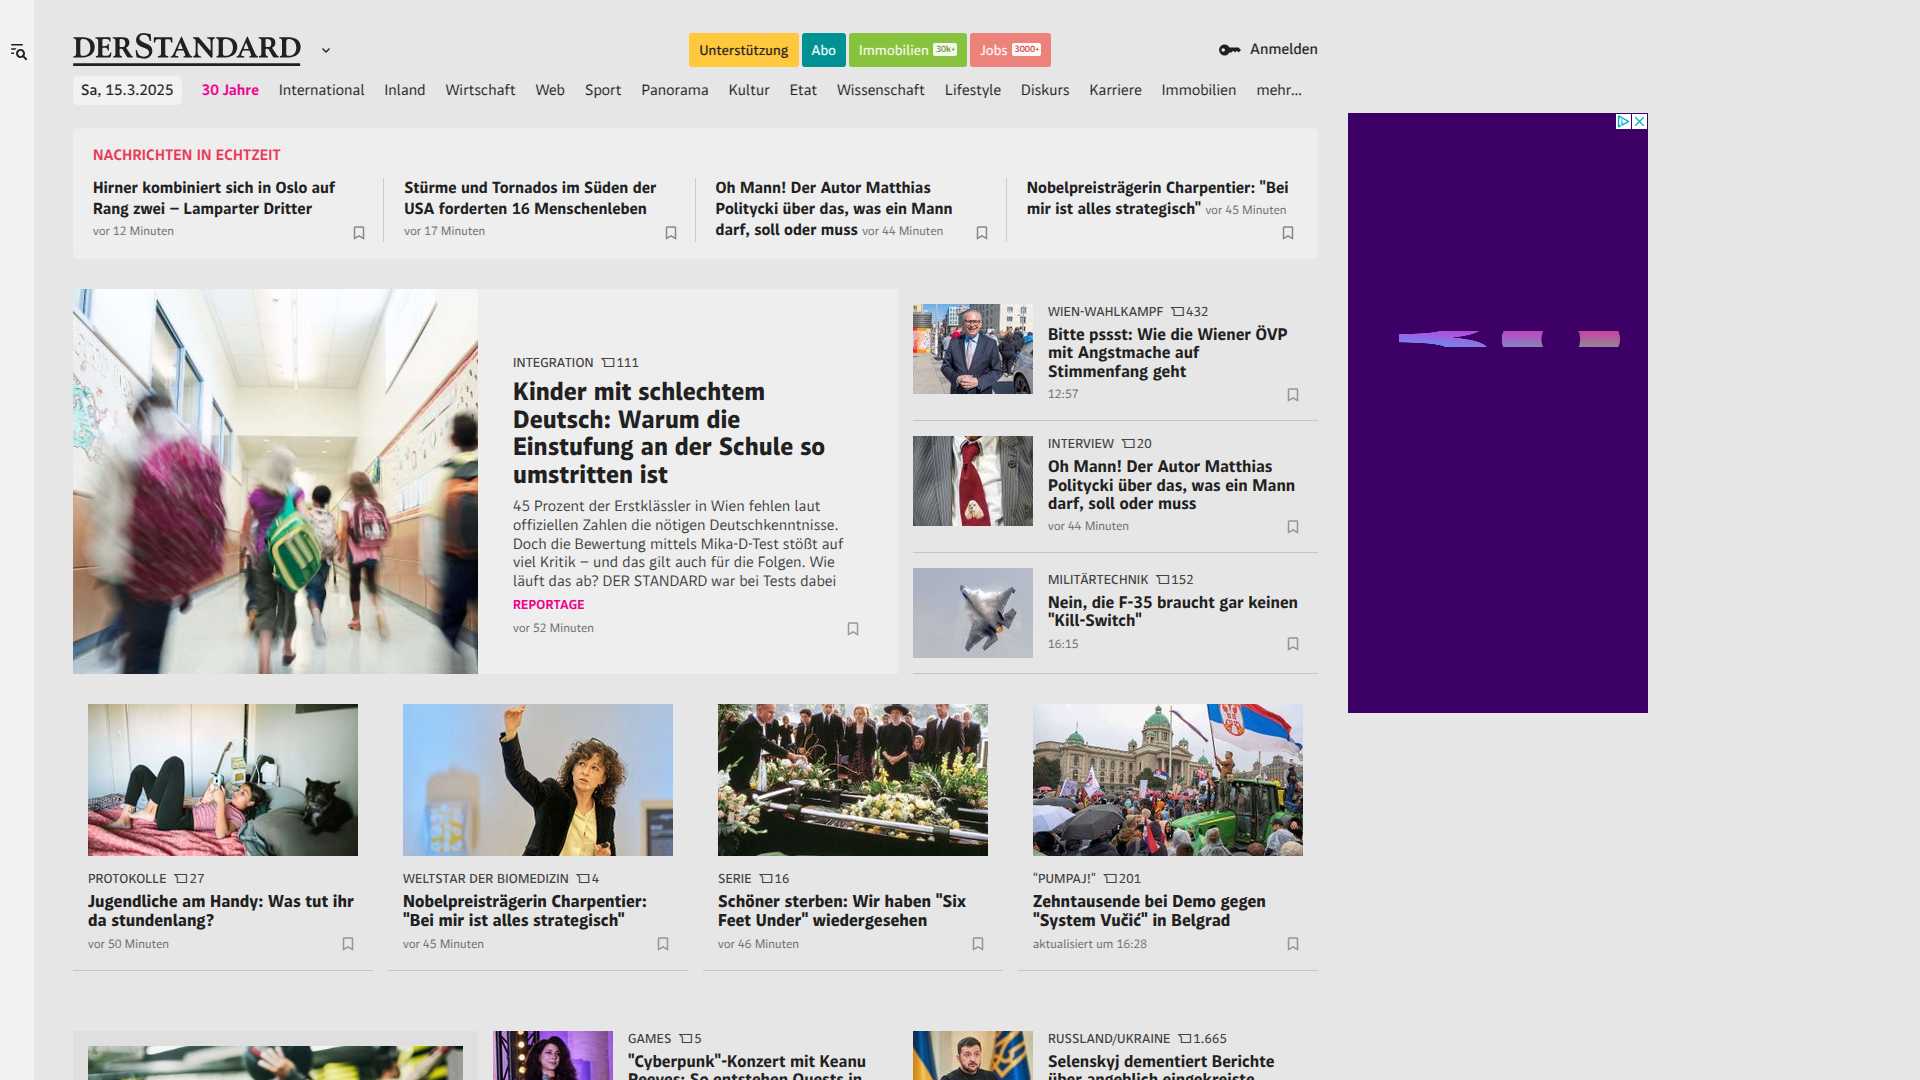 DERSTANDARD
Unterstützung
Abo
Immobilien 30k+
Jobs 3000+
Anmelden
Sa, 15.3.2025
30 Jahre
International
Inland
Wirtschaft
Web
Sport
Panorama
Kultur
Etat
Wissenschaft
Lifestyle
Diskurs
Karriere
Immobilien
mehr...
NACHRICHTEN IN ECHTZEIT
Hirner kombiniert sich in Oslo auf
Rang zwei – Lamparter Dritter
vor 12 Minuten
Stürme und Tornados im Süden der
USA forderten 16 Menschenleben
vor 17 Minuten
Oh Mann! Der Autor Matthias
Politycki über das, was ein Mann
darf, soll oder muss vor 44 Minuten
Nobelpreisträgerin Charpentier: "Bei
mir ist alles strategisch" vor 45 Minuten
INTEGRATION 111
Kinder mit schlechtem
Deutsch: Warum die
Einstufung an der Schule so
umstritten ist
45 Prozent der Erstklässler in Wien fehlen laut
offiziellen Zahlen die nötigen Deutschkenntnisse.
Doch die Bewertung mittels Mika-D-Test stößt auf
viel Kritik – und das gilt auch für die Folgen. Wie
läuft das ab? DER STANDARD war bei Tests dabei
REPORTAGE
vor 52 Minuten
WIEN-WAHLKAMPF 432
Bitte pssst: Wie die Wiener ÖVP
mit Angstmache auf
Stimmenfang geht
12:57
INTERVIEW 20
Oh Mann! Der Autor Matthias
Politycki über das, was ein Mann
darf, soll oder muss
vor 44 Minuten
MILITÄRTECHNIK 152
Nein, die F-35 braucht gar keinen
"Kill-Switch"
16:15
PROTOKOLLE 27
Jugendliche am Handy: Was tut ihr
da stundenlang?
vor 50 Minuten
WELTSTAR DER BIOMEDIZIN 4
Nobelpreisträgerin Charpentier:
"Bei mir ist alles strategisch"
vor 45 Minuten
SERIE 16
Schöner sterben: Wir haben "Six
Feet Under" wiedergesehen
vor 46 Minuten
"PUMPAJ!" 201
Zehntausende bei Demo gegen
"System Vučić" in Belgrad
aktualisiert um 16:28
GAMES 5
"Cyberpunk"-Konzert mit Keanu
Reeves: So entstehen Quests in
RUSSLAND/UKRAINE 1.665
Selenskyj dementiert Berichte
über angeblich eingekreiste